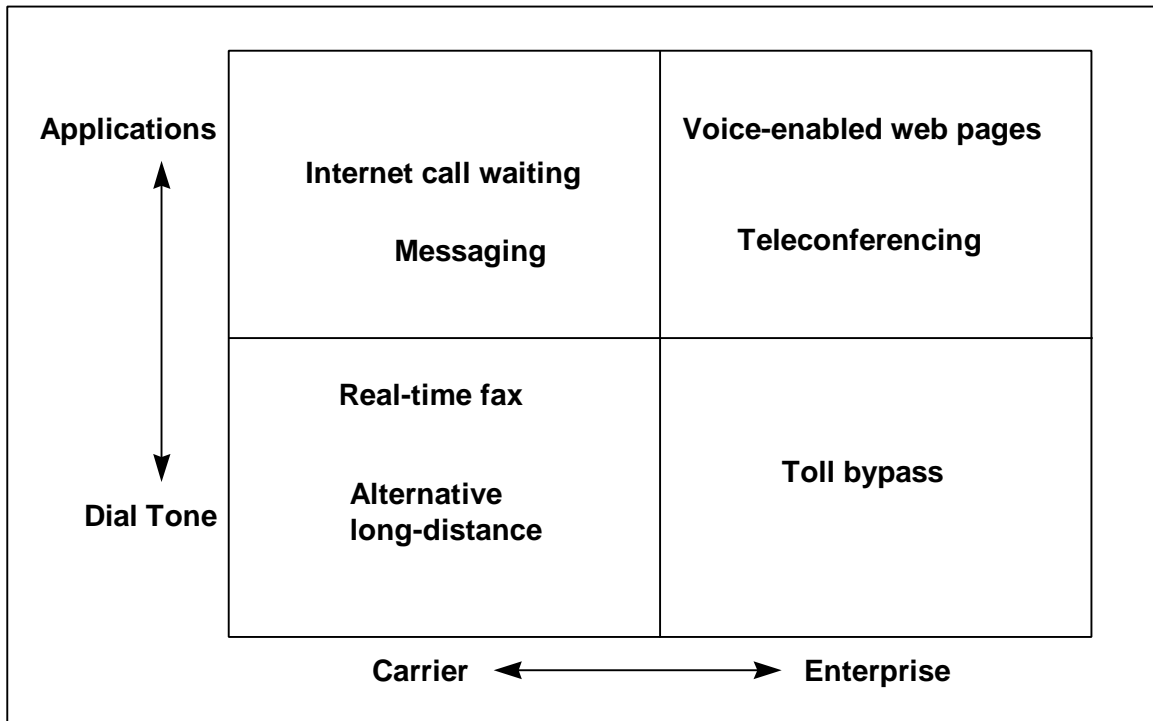 Applications
Voice-enabled web pages
Internet call waiting
Teleconferencing
Messaging
Real-time fax
Toll bypass
Alternative
long-distance
Dial Tone
Carrier
Enterprise